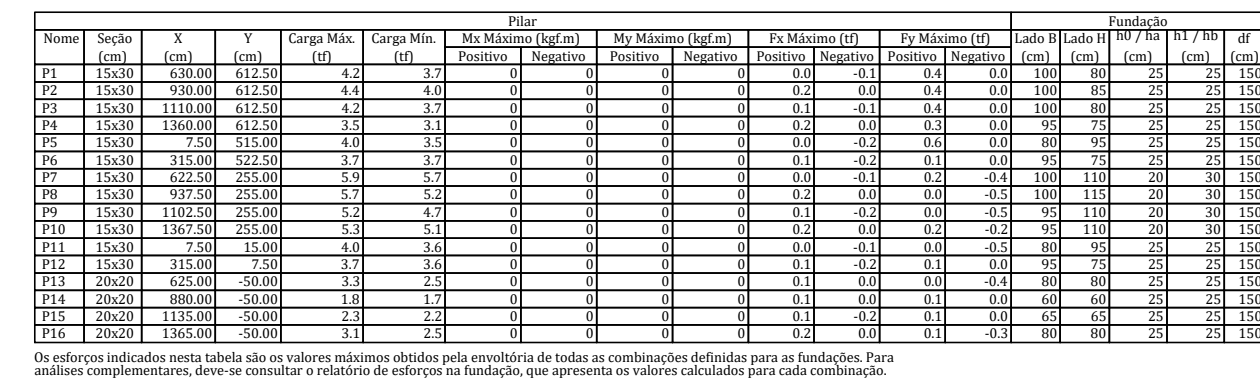 Pilar Fundação
Nome Seção X Y Carga Máx. Carga Mín. Mx Máximo (kgf.m) My Máximo (kgf.m) Fx Máximo (tf) Fy Máximo (tf) Lado B Lado H h0 / ha h1 / hb df
(cm) (cm) (cm) (tf) (tf) Positivo Negativo Positivo Negativo Positivo Negativo Positivo Negativo (cm) (cm) (cm) (cm) (cm)
P1 15x30 630.00 612.50 4.2 3.7 0 0 0 0 0.0 -0.1 0.4 0.0 100 80 25 25 150
P2 15x30 930.00 612.50 4.4 4.0 0 0 0 0 0.2 0.0 0.4 0.0 100 85 25 25 150
P3 15x30 1110.00 612.50 4.2 3.7 0 0 0 0 0.1 -0.1 0.4 0.0 100 80 25 25 150
P4 15x30 1360.00 612.50 3.5 3.1 0 0 0 0 0.2 0.0 0.3 0.0 95 75 25 25 150
P5 15x30 7.50 515.00 4.0 3.5 0 0 0 0 0.0 -0.2 0.6 0.0 80 95 25 25 150
P6 15x30 315.00 522.50 3.7 3.7 0 0 0 0 0.1 -0.2 0.1 0.0 95 75 25 25 150
P7 15x30 622.50 255.00 5.9 5.7 0 0 0 0 0.0 -0.1 0.2 -0.4 100 110 20 30 150
P8 15x30 937.50 255.00 5.7 5.2 0 0 0 0 0.2 0.0 0.0 -0.5 100 115 20 30 150
P9 15x30 1102.50 255.00 5.2 4.7 0 0 0 0 0.1 -0.2 0.0 -0.5 95 110 20 30 150
P10 15x30 1367.50 255.00 5.3 5.1 0 0 0 0 0.2 0.0 0.2 -0.2 95 110 20 30 150
P11 15x30 7.50 15.00 4.0 3.6 0 0 0 0 0.0 -0.1 0.0 -0.5 80 95 25 25 150
P12 15x30 315.00 7.50 3.7 3.6 0 0 0 0 0.1 -0.2 0.1 0.0 95 75 25 25 150
P13 20x20 625.00 -50.00 3.3 2.5 0 0 0 0 0.1 0.0 0.0 -0.4 80 80 25 25 150
P14 20x20 880.00 -50.00 1.8 1.7 0 0 0 0 0.1 0.0 0.1 0.0 60 60 25 25 150
P15 20x20 1135.00 -50.00 2.3 2.2 0 0 0 0 0.1 -0.2 0.1 0.0 65 65 25 25 150
P16 20x20 1365.00 -50.00 3.1 2.5 0 0 0 0 0.2 0.0 0.1 -0.3 80 80 25 25 150
Os esforços indicados nesta tabela são os valores máximos obtidos pela envoltória de todas as combinações definidas para as fundações. Para
análises complementares, deve-se consultar o relatório de esforços na fundação, que apresenta os valores calculados para cada combinação.